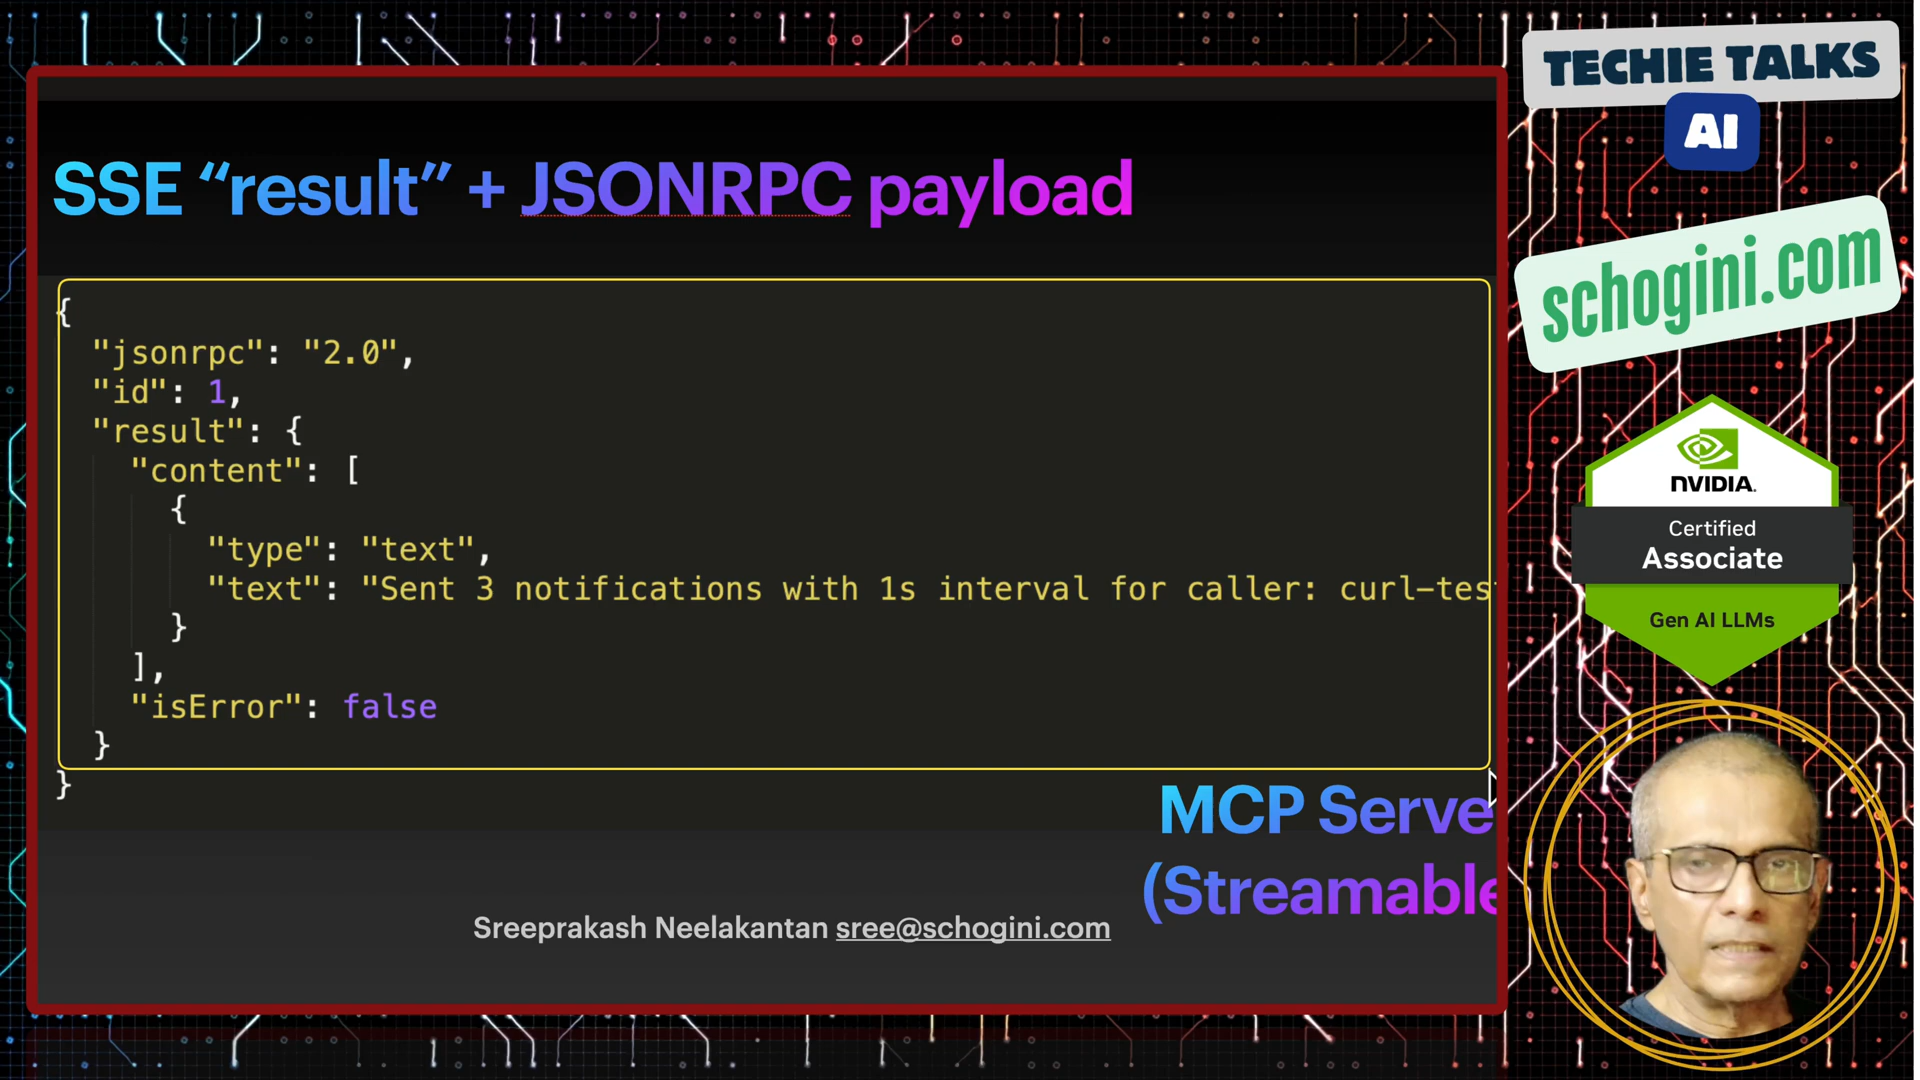 TECHIE TALKS
AI
schogini.com
NVIDIA.
Certified
Associate
Gen AI LLMs
SSE “result” + JSONRPC payload
{
"jsonrpc": "2.0",
"id": 1,
"result": {
"content": [
{
"type": "text",
"text": "Sent 3 notifications with 1s interval for caller: curl-tes
}
],
"isError": false
}
}
MCP Serve
(Streamable
Sreeprakash Neelakantan sree@schogini.com